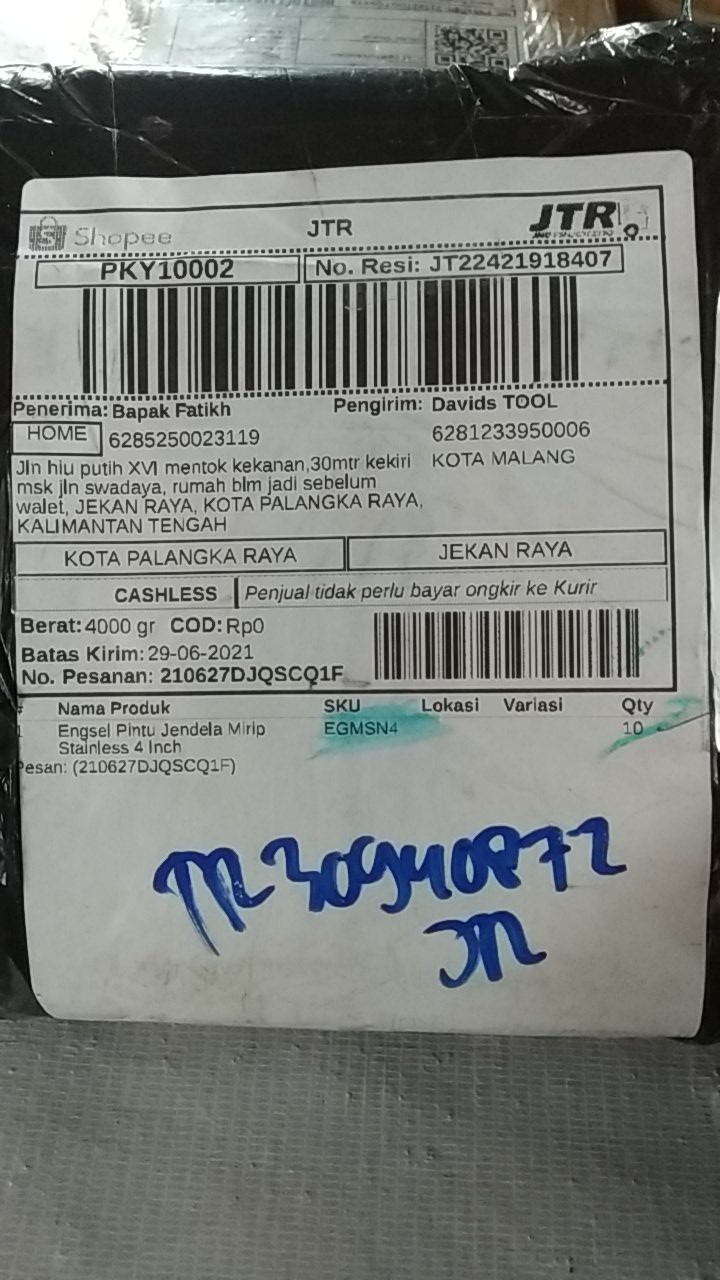 Shopee JTR JTR
PKY10002 No. Resi: JT22421918407
Penerima: Bapak Fatikh Pengirim: Davids TOOL
HOME 6285250023119 6281233950006
Jln hiu putih XVI mentok kekanan,30mtr kekiri KOTA MALANG
msk jln swadaya, rumah blm jadi sebelum
walet, JEKAN RAYA, KOTA PALANGKA RAYA,
KALIMANTAN TENGAH
KOTA PALANGKA RAYA JEKAN RAYA
CASHLESS Penjual tidak perlu bayar ongkir ke Kurir
Berat: 4000 gr COD: Rp0
Batas Kirim: 29-06-2021
No. Pesanan: 210627DJQSCQ1F
# Nama Produk SKU Lokasi Variasi Qty
1 Engsel Pintu Jendela Mirip EGMSN4 10
Stainless 4 Inch
Pesan: (210627DJQSCQ1F)